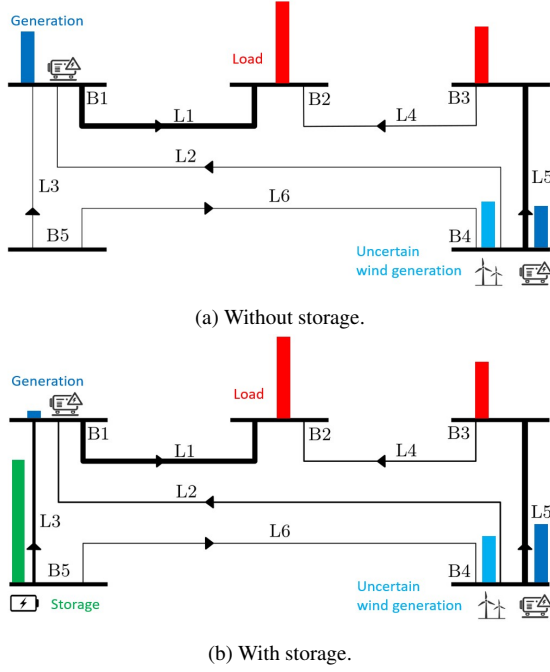 Generation
Load
B1
B2
B3
L1
L4
L2
L3
L5
L6
B5
B4
Uncertain
wind generation
(a) Without storage.
Generation
Load
B1
B2
B3
L1
L4
L2
L3
L5
L6
B5
B4
Storage
Uncertain
wind generation
(b) With storage.